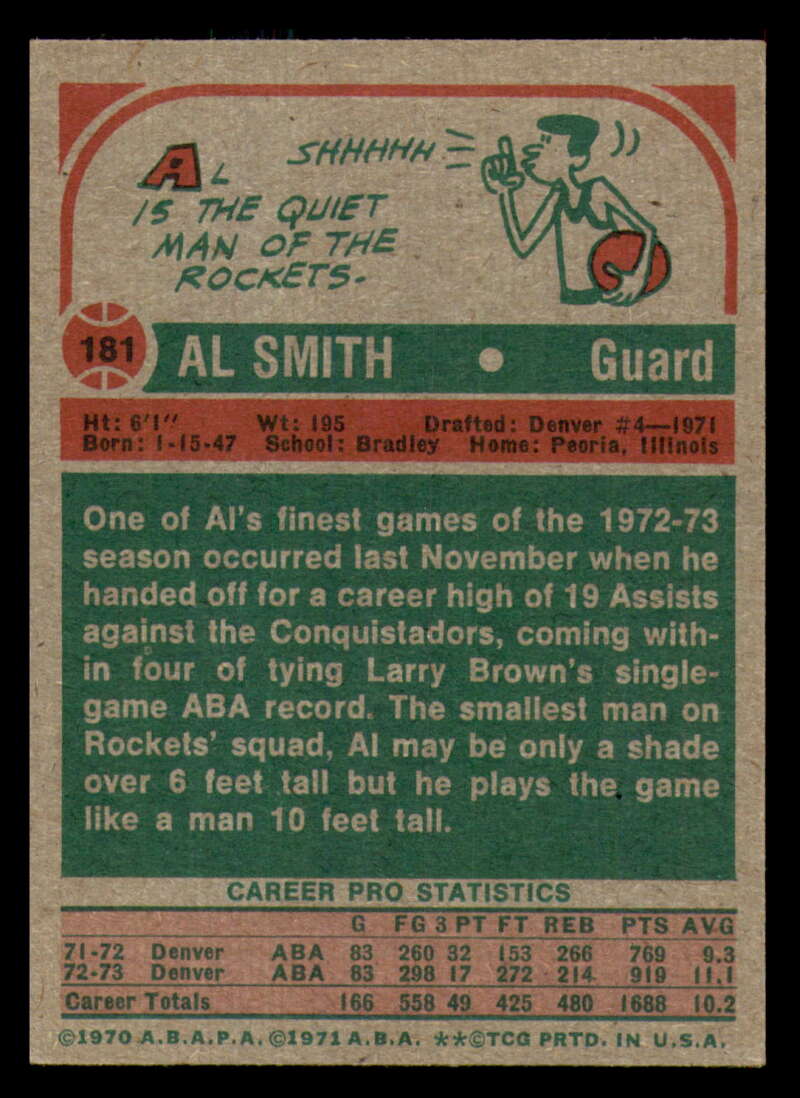 SHHHHH
AL
IS THE QUIET
MAN OF THE
ROCKETS.
181 AL SMITH • Guard
Ht: 6'1" Wt: 195 Drafted: Denver #4—1971
Born: 1-15-47 School: Bradley Home: Peoria, Illinois
One of Al's finest games of the 1972-73
season occurred last November when he
handed off for a career high of 19 Assists
against the Conquistadors, coming with-
in four of tying Larry Brown's single-
game ABA record. The smallest man on
Rockets' squad, Al may be only a shade
over 6 feet tall but he plays the game
like a man 10 feet tall.
CAREER PRO STATISTICS
G FG 3 PT FT REB PTS AVG
71-72 Denver ABA 83 260 32 153 266 769 9.3
72-73 Denver ABA 83 298 17 272 214 919 11.1
Career Totals 166 558 49 425 480 1688 10.2
©1970 A.B.A.P.A. ©1971 A.B.A. **©TCG PRTD. IN U.S.A.